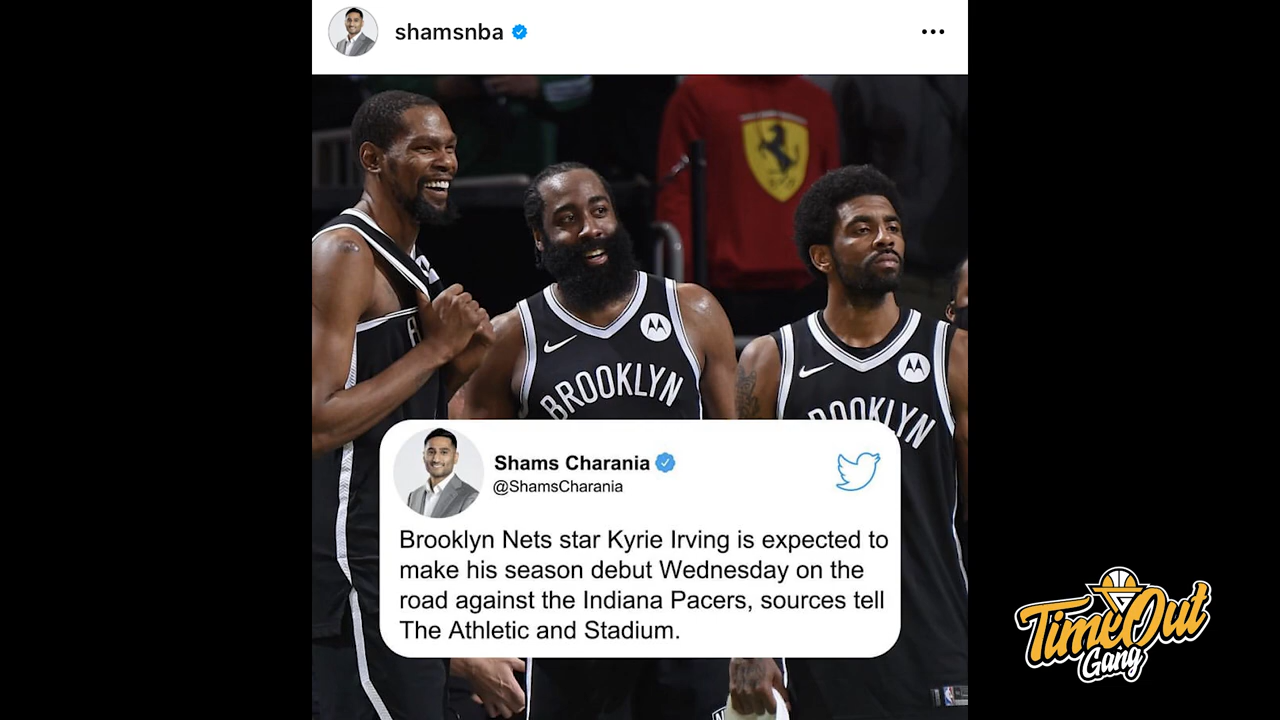 shamsnba
BROOKLYN
Shams Charania
@ShamsCharania
Brooklyn Nets star Kyrie Irving is expected to
make his season debut Wednesday on the
road against the Indiana Pacers, sources tell
The Athletic and Stadium.
TimeOut
Gang